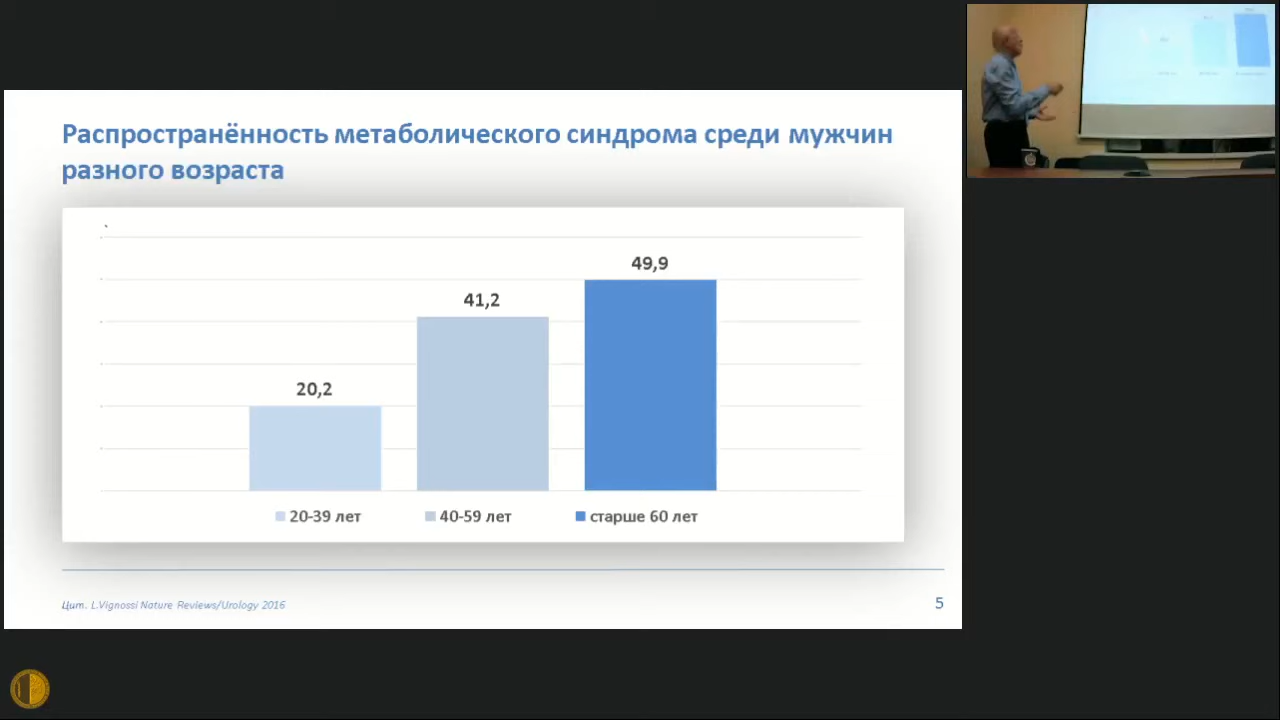 Распространённость метаболического синдрома среди мужчин
разного возраста
20,2
41,2
49,9
20-39 лет
40-59 лет
старше 60 лет
Цит. L.Vignossi Nature Reviews/Urology 2016
5